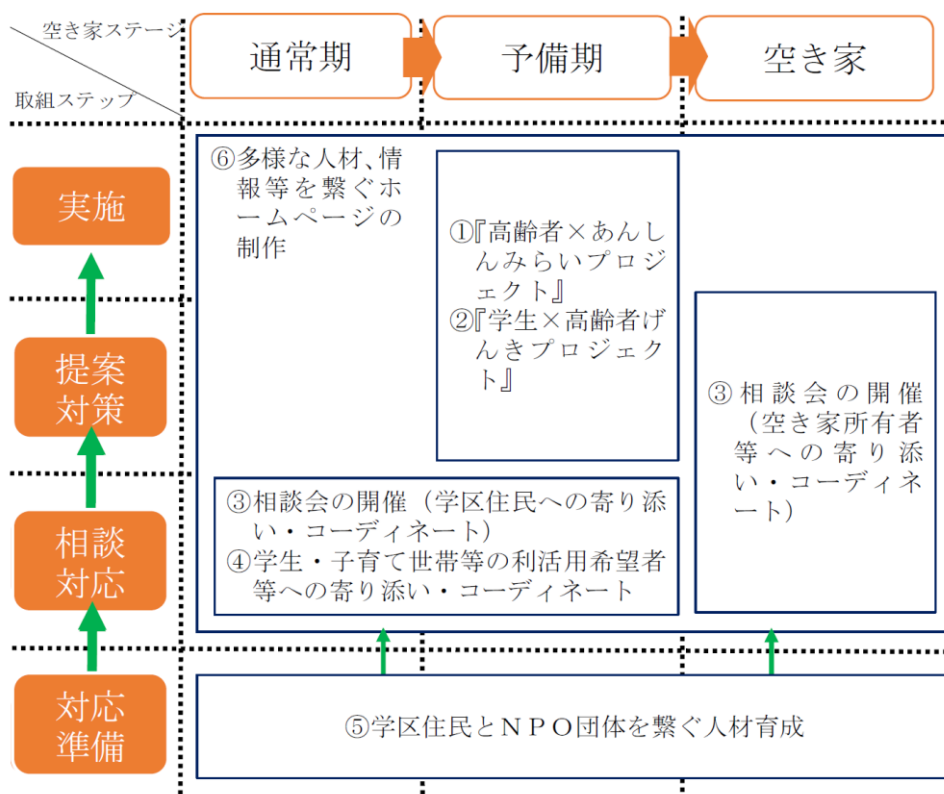 空き家ステージ
取組ステップ
通常期
予備期
空き家
実施
提案
対策
相談
対応
対応
準備
⑥多様な人材、情
報等を繋ぐホ
ームページの
制作
①『高齢者×あんし
んみらいプロジ
ェクト』
②『学生×高齢者げ
んきプロジェク
ト』
③相談会の開催
（空き家所有者
等への寄り添
い・コーディネ
ート）
③相談会の開催（学区住民への寄り添
い・コーディネート）
④学生・子育て世帯等の利活用希望者
等への寄り添い・コーディネート
⑤学区住民とＮＰＯ団体を繋ぐ人材育成